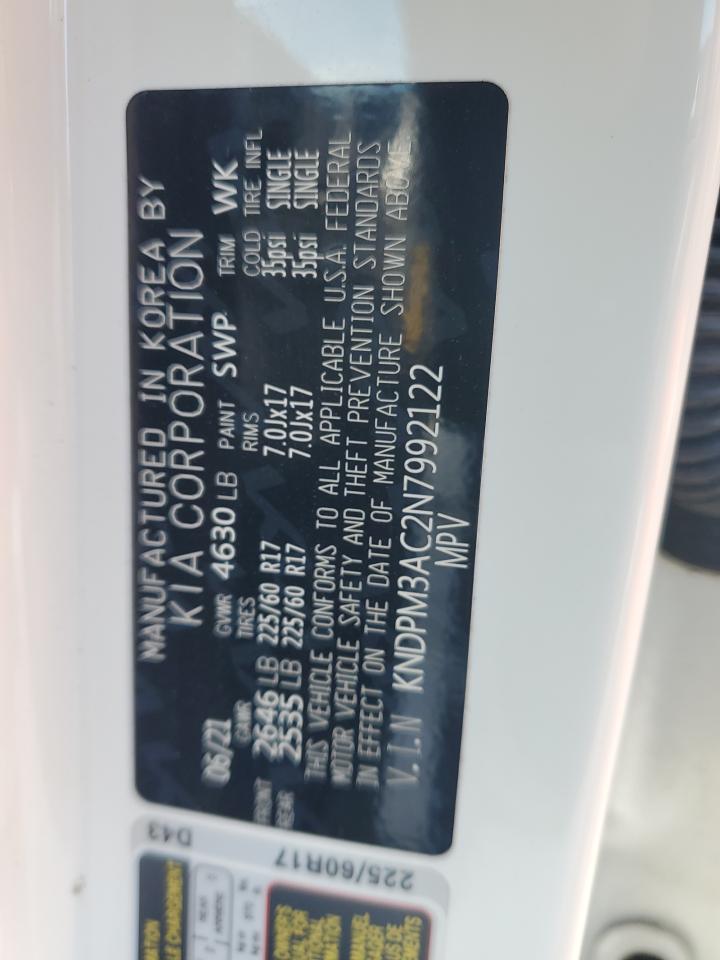 MANUFACTURED IN KOREA BY
KIA CORPORATION
06/21 GVWR 4630 LB PAINT SWP TRIM WK
GAWR TIRES RIMS COLD TIRE INFL
FRONT 2646 LB 225/60 R17 7.0Jx17 35psi SINGLE
REAR 2535 LB 225/60 R17 7.0Jx17 35psi SINGLE
THIS VEHICLE CONFORMS TO ALL APPLICABLE U.S.A. FEDERAL
MOTOR VEHICLE SAFETY AND THEFT PREVENTION STANDARDS
IN EFFECT ON THE DATE OF MANUFACTURE SHOWN ABOVE.
V.I.N KNDPM3AC2N7992122
MPV
D43
225/60R17